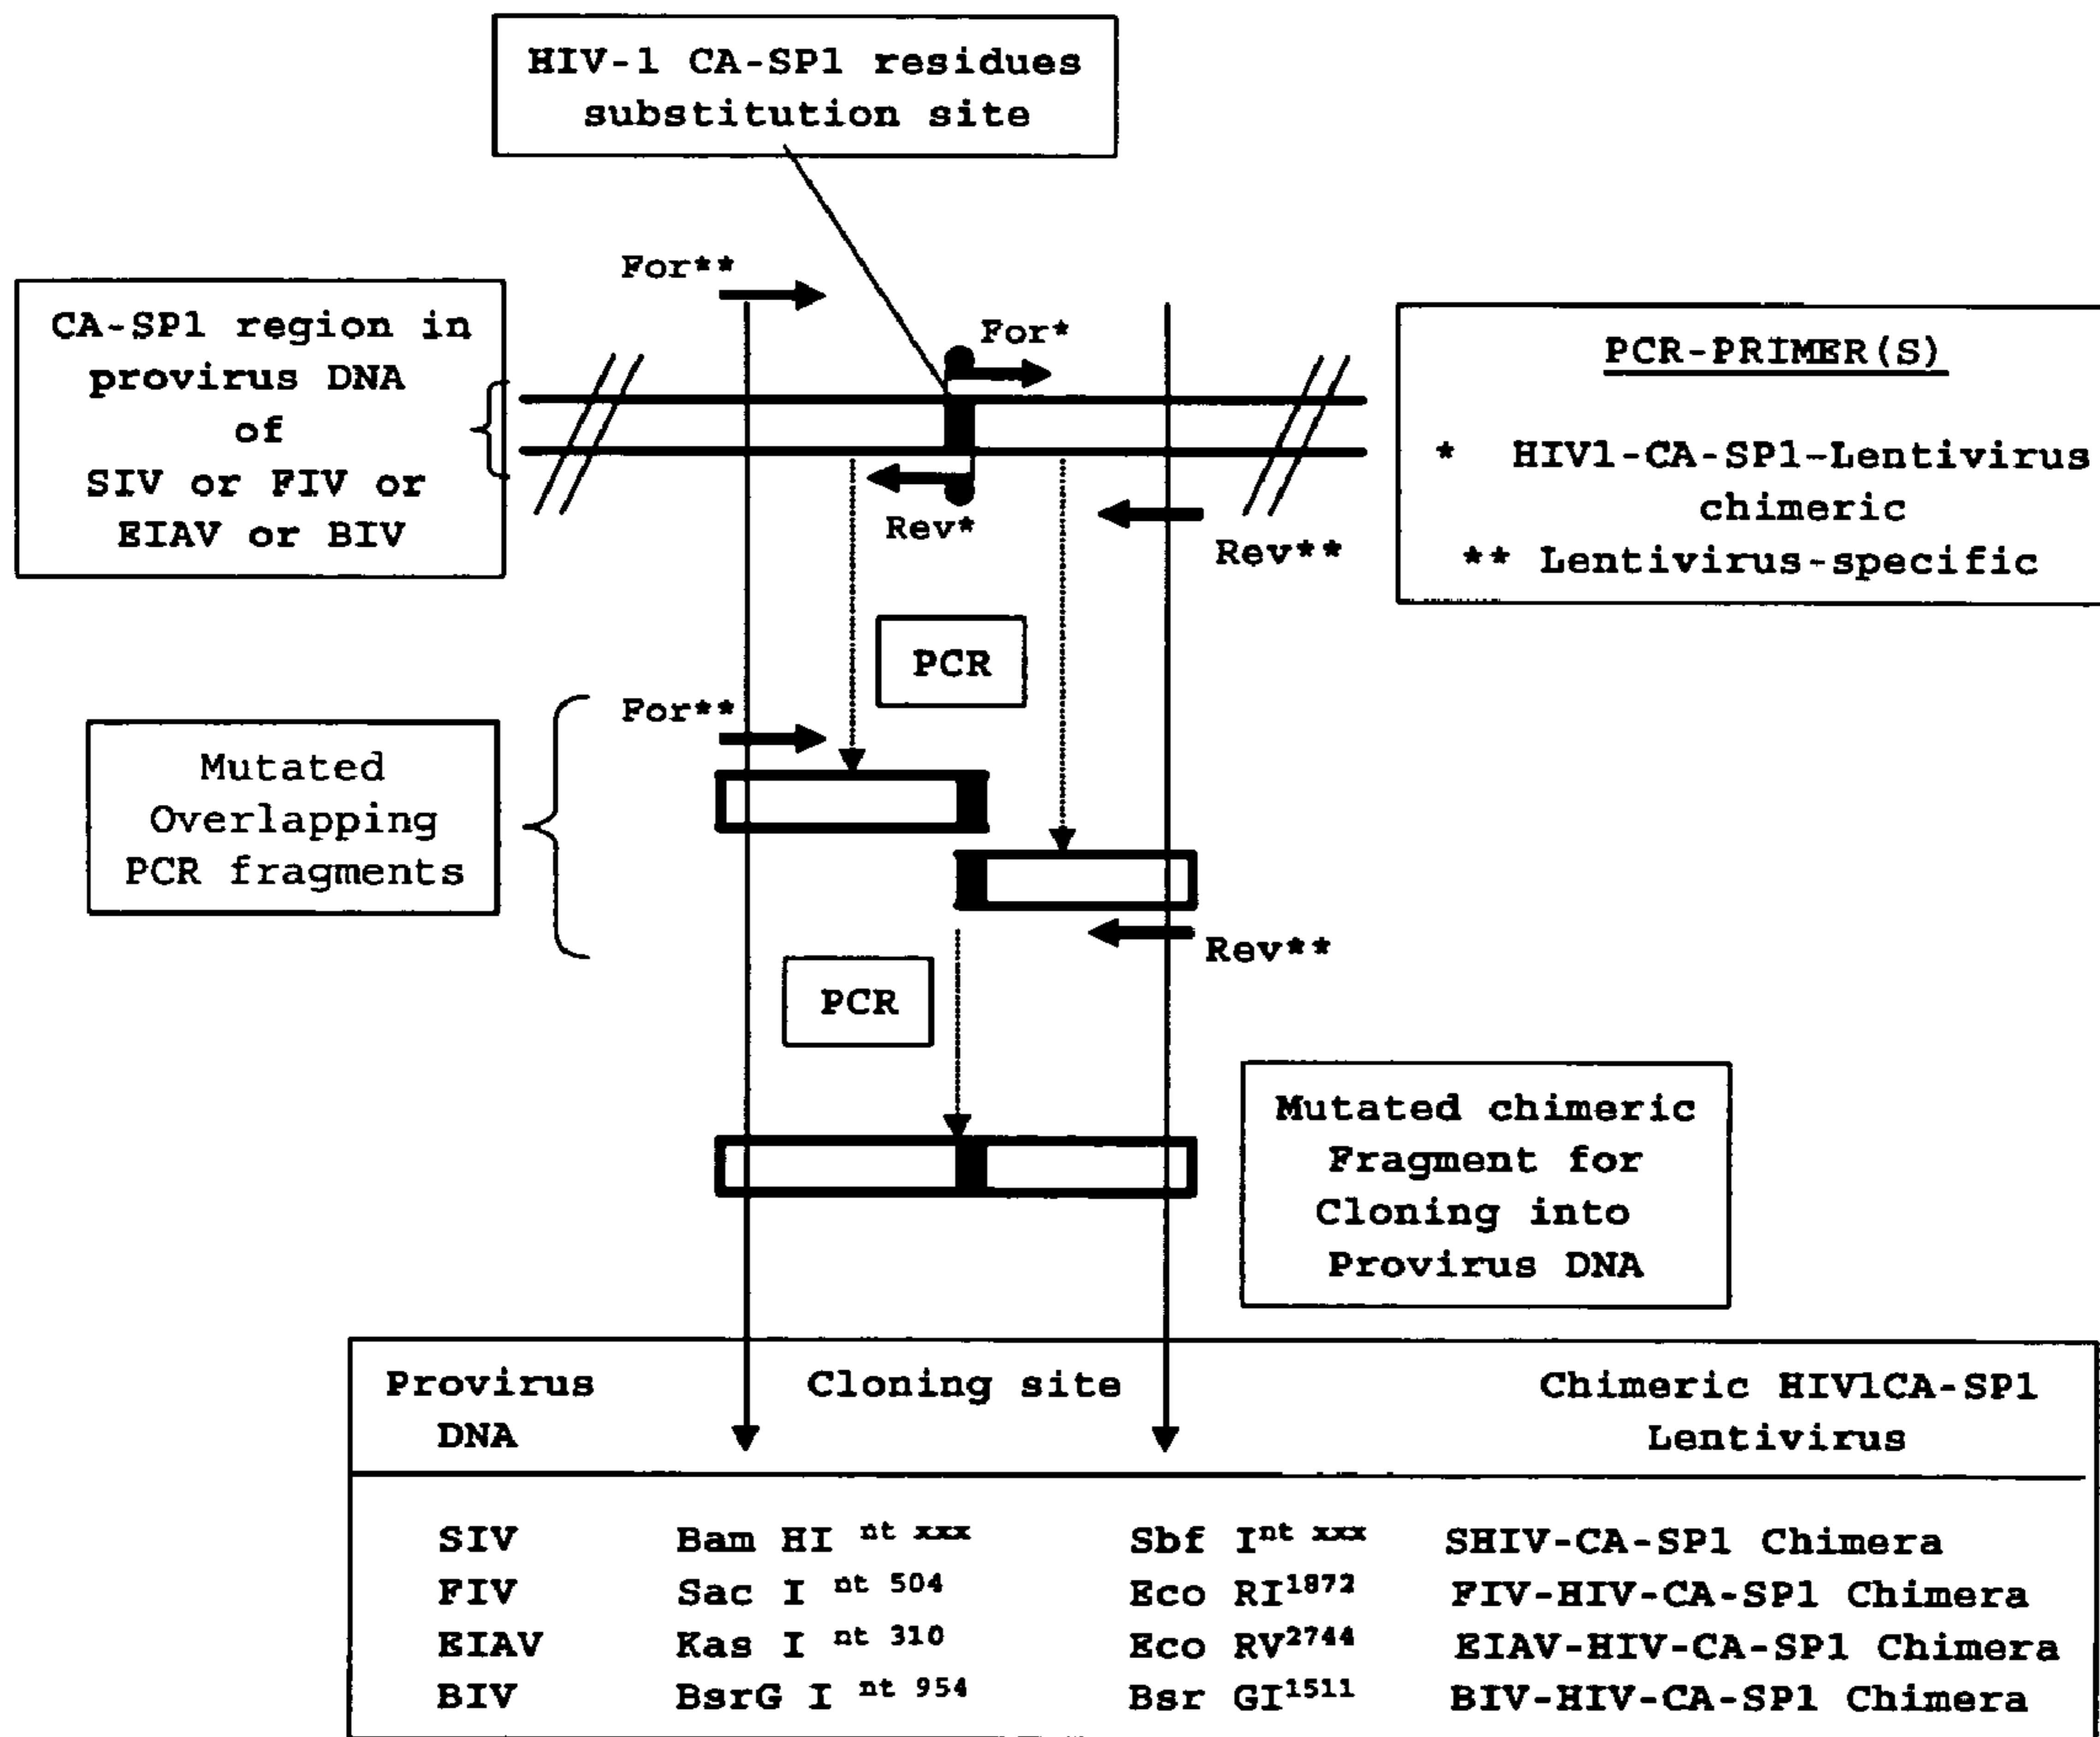 HIV-1 CA-SP1 residues
substitution site
For**
CA-SP1 region in
provirus DNA
of
SIV or FIV or
EIAV or BIV
For*
Rev*
Rev**
PCR-PRIMER(S)
* HIV1-CA-SP1-Lentivirus
chimeric
** Lentivirus-specific
PCR
For**
Mutated
Overlapping
PCR fragments
Rev**
PCR
Mutated chimeric
Fragment for
Cloning into
Provirus DNA
Provirus DNA Cloning site Chimeric HIV1CA-SP1 Lentivirus
SIV Bam HI nt xxx Sbf I nt xxx SHIV-CA-SP1 Chimera
FIV Sac I nt 504 Eco RI1872 FIV-HIV-CA-SP1 Chimera
EIAV Kas I nt 310 Eco RV2744 EIAV-HIV-CA-SP1 Chimera
BIV BsrG I nt 954 Bsr GI1511 BIV-HIV-CA-SP1 Chimera